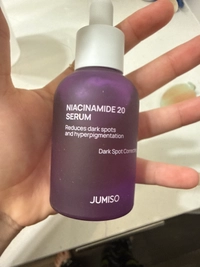 NIACINAMIDE 20
SERUM
Reduces dark spots
and hyperpigmentation
Dark Spot
JUMISO